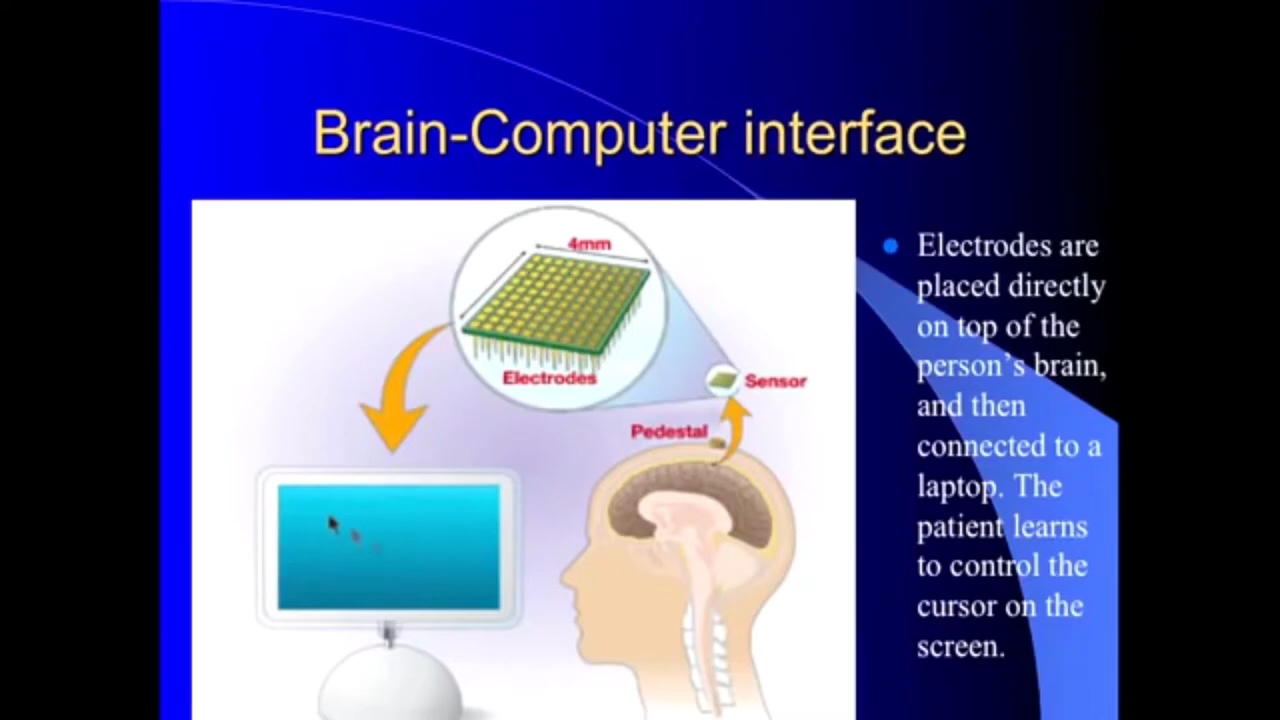 Brain-Computer interface
4mm
Electrodes
Sensor
Pedestal
Electrodes are
placed directly
on top of the
person’s brain,
and then
connected to a
laptop. The
patient learns
to control the
cursor on the
screen.